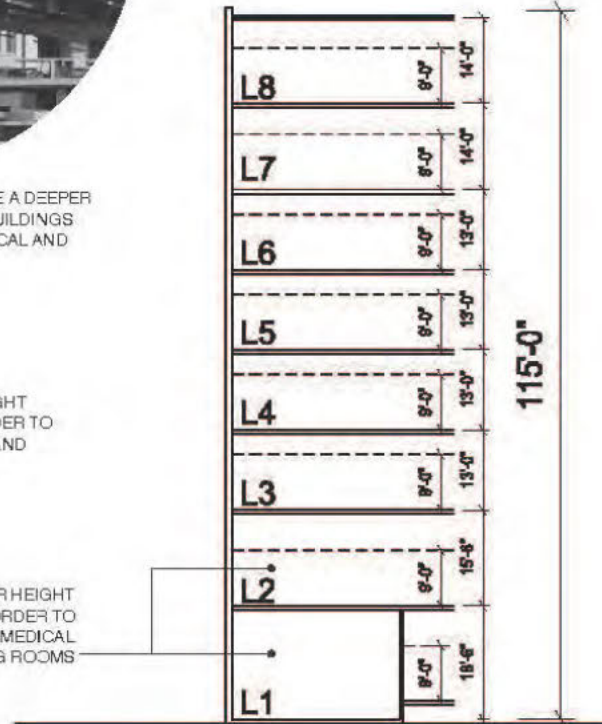 E A DEEPER
UILDINGS
CAL AND
GHT
DER TO
AND
R HEIGHT
ORDER TO
MEDICAL
G ROOMS
L8
9'-0"
14'-0"
L7
9'-0"
14'-0"
L6
9'-0"
13'-0"
L5
9'-0"
13'-0"
L4
9'-0"
13'-0"
L3
9'-0"
13'-0"
L2
9'-0"
15'-6"
L1
9'-0"
18'-6"
115'-0"